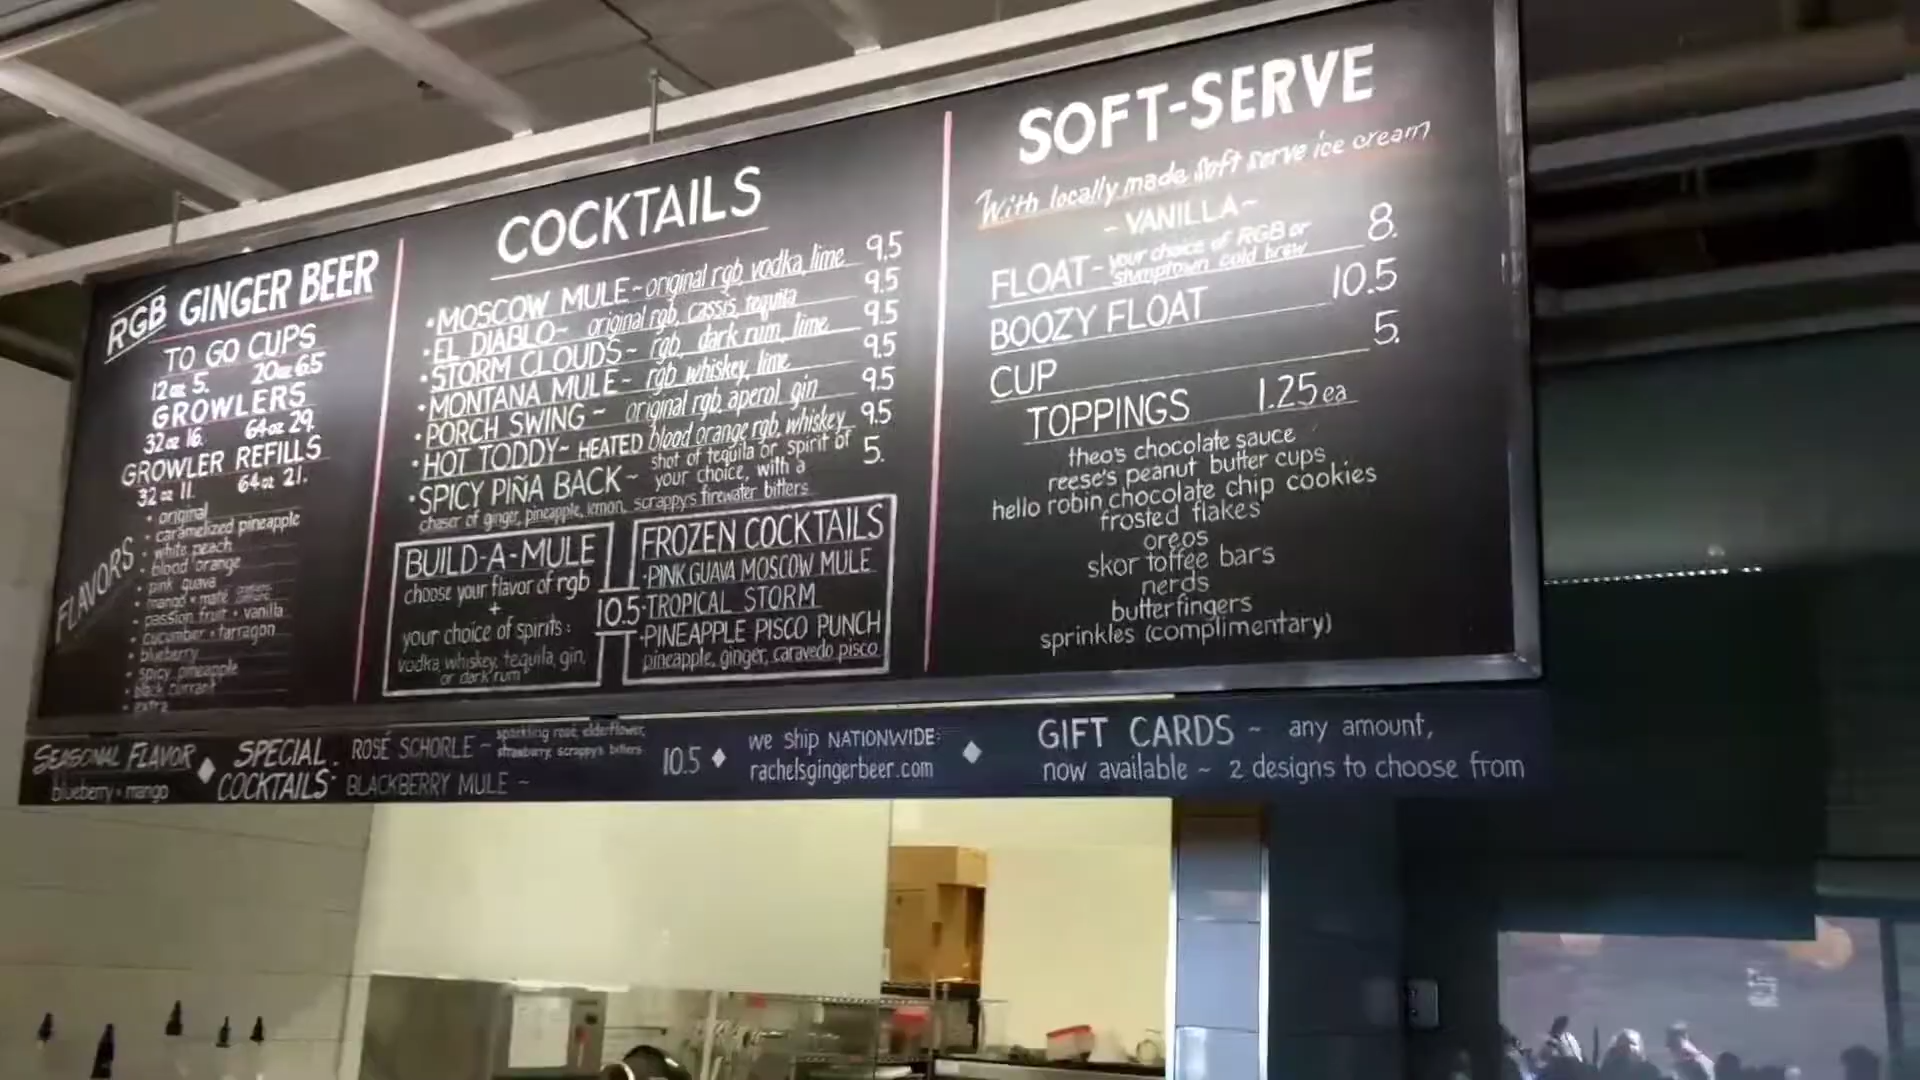 RGB GINGER BEER
TO GO CUPS
12oz 5. 20oz 6.5
GROWLERS
32oz 16. 64oz 29.
GROWLER REFILLS
32oz 11. 64oz 21.
FLAVORS
• original
• caramelized pineapple
• white peach
• blood orange
• pink guava
• mango • maté
• passion fruit • vanilla
• cucumber • tarragon
• blueberry
• spicy pineapple
• black currant
• extra
COCKTAILS
• MOSCOW MULE ~ original rgb, vodka, lime 9.5
• EL DIABLO ~ original rgb, cassis, tequila 9.5
• STORM CLOUDS ~ rgb, dark rum, lime 9.5
• MONTANA MULE ~ rgb whiskey, lime 9.5
• PORCH SWING ~ original rgb, aperol, gin 9.5
• HOT TODDY ~ HEATED blood orange rgb, whiskey 9.5
• SPICY PIÑA BACK ~ shot of tequila or spirit of 5.
your choice, with a
chaser of ginger, pineapple, lemon, scrappy's firewater bitters
BUILD-A-MULE
choose your flavor of rgb
+
your choice of spirits:
vodka, whiskey, tequila, gin,
or dark rum
10.5
FROZEN COCKTAILS
• PINK GUAVA MOSCOW MULE
• TROPICAL STORM
• PINEAPPLE PISCO PUNCH
pineapple, ginger, caravedo pisco
SOFT-SERVE
With locally made soft serve ice cream
~ VANILLA ~
FLOAT - your choice of RGB or 8.
stumptown cold brew
BOOZY FLOAT 10.5
CUP 5.
TOPPINGS 1.25 ea
theo's chocolate sauce
reese's peanut butter cups
hello robin chocolate chip cookies
frosted flakes
oreos
skor toffee bars
nerds
butterfingers
sprinkles (complimentary)
SEASONAL FLAVOR
blueberry • mango
SPECIAL
COCKTAILS:
ROSÉ SCHORLE ~ sparkling rosé, elderflower,
strawberry, scrappy's bitters
BLACKBERRY MULE ~
10.5
we ship NATIONWIDE:
rachelsgingerbeer.com
GIFT CARDS ~ any amount,
now available ~ 2 designs to choose from